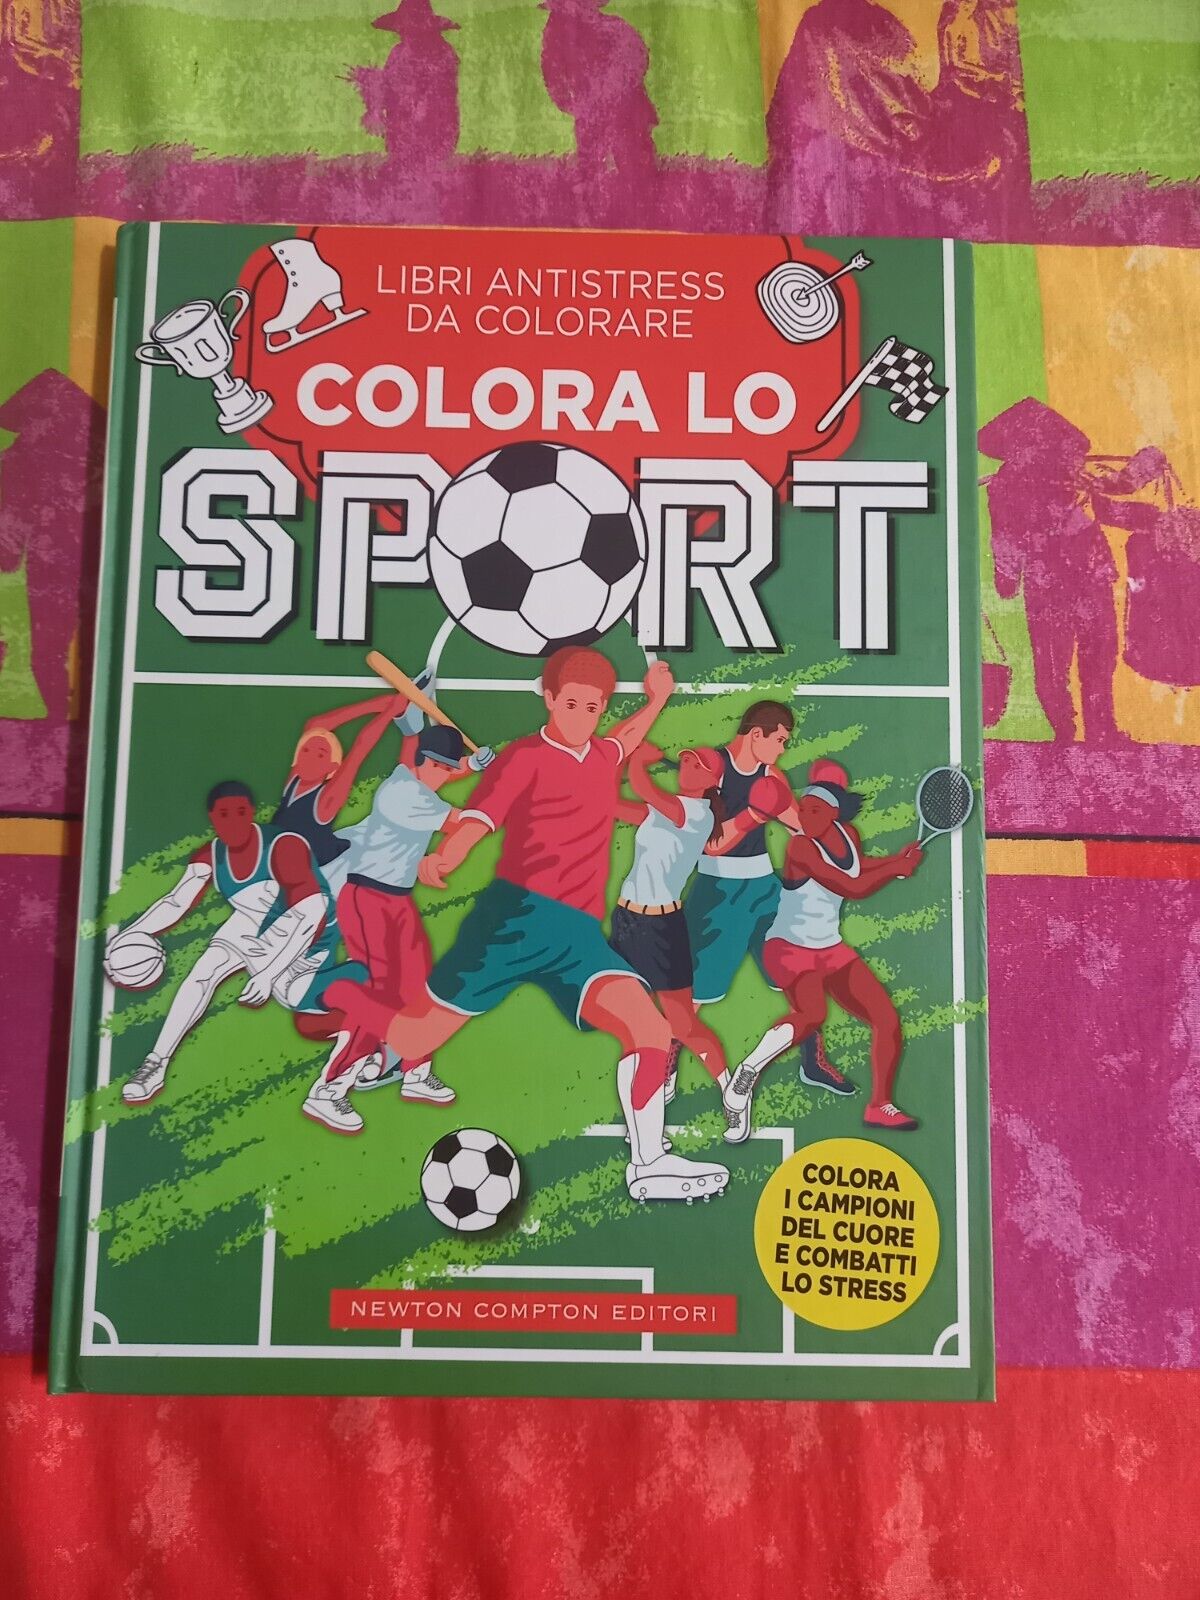 LIBRI ANTISTRESS
DA COLORARE
COLORA LO
SPORT
COLORA
I CAMPIONI
DEL CUORE
E COMBATTI
LO STRESS
NEWTON COMPTON EDITORI